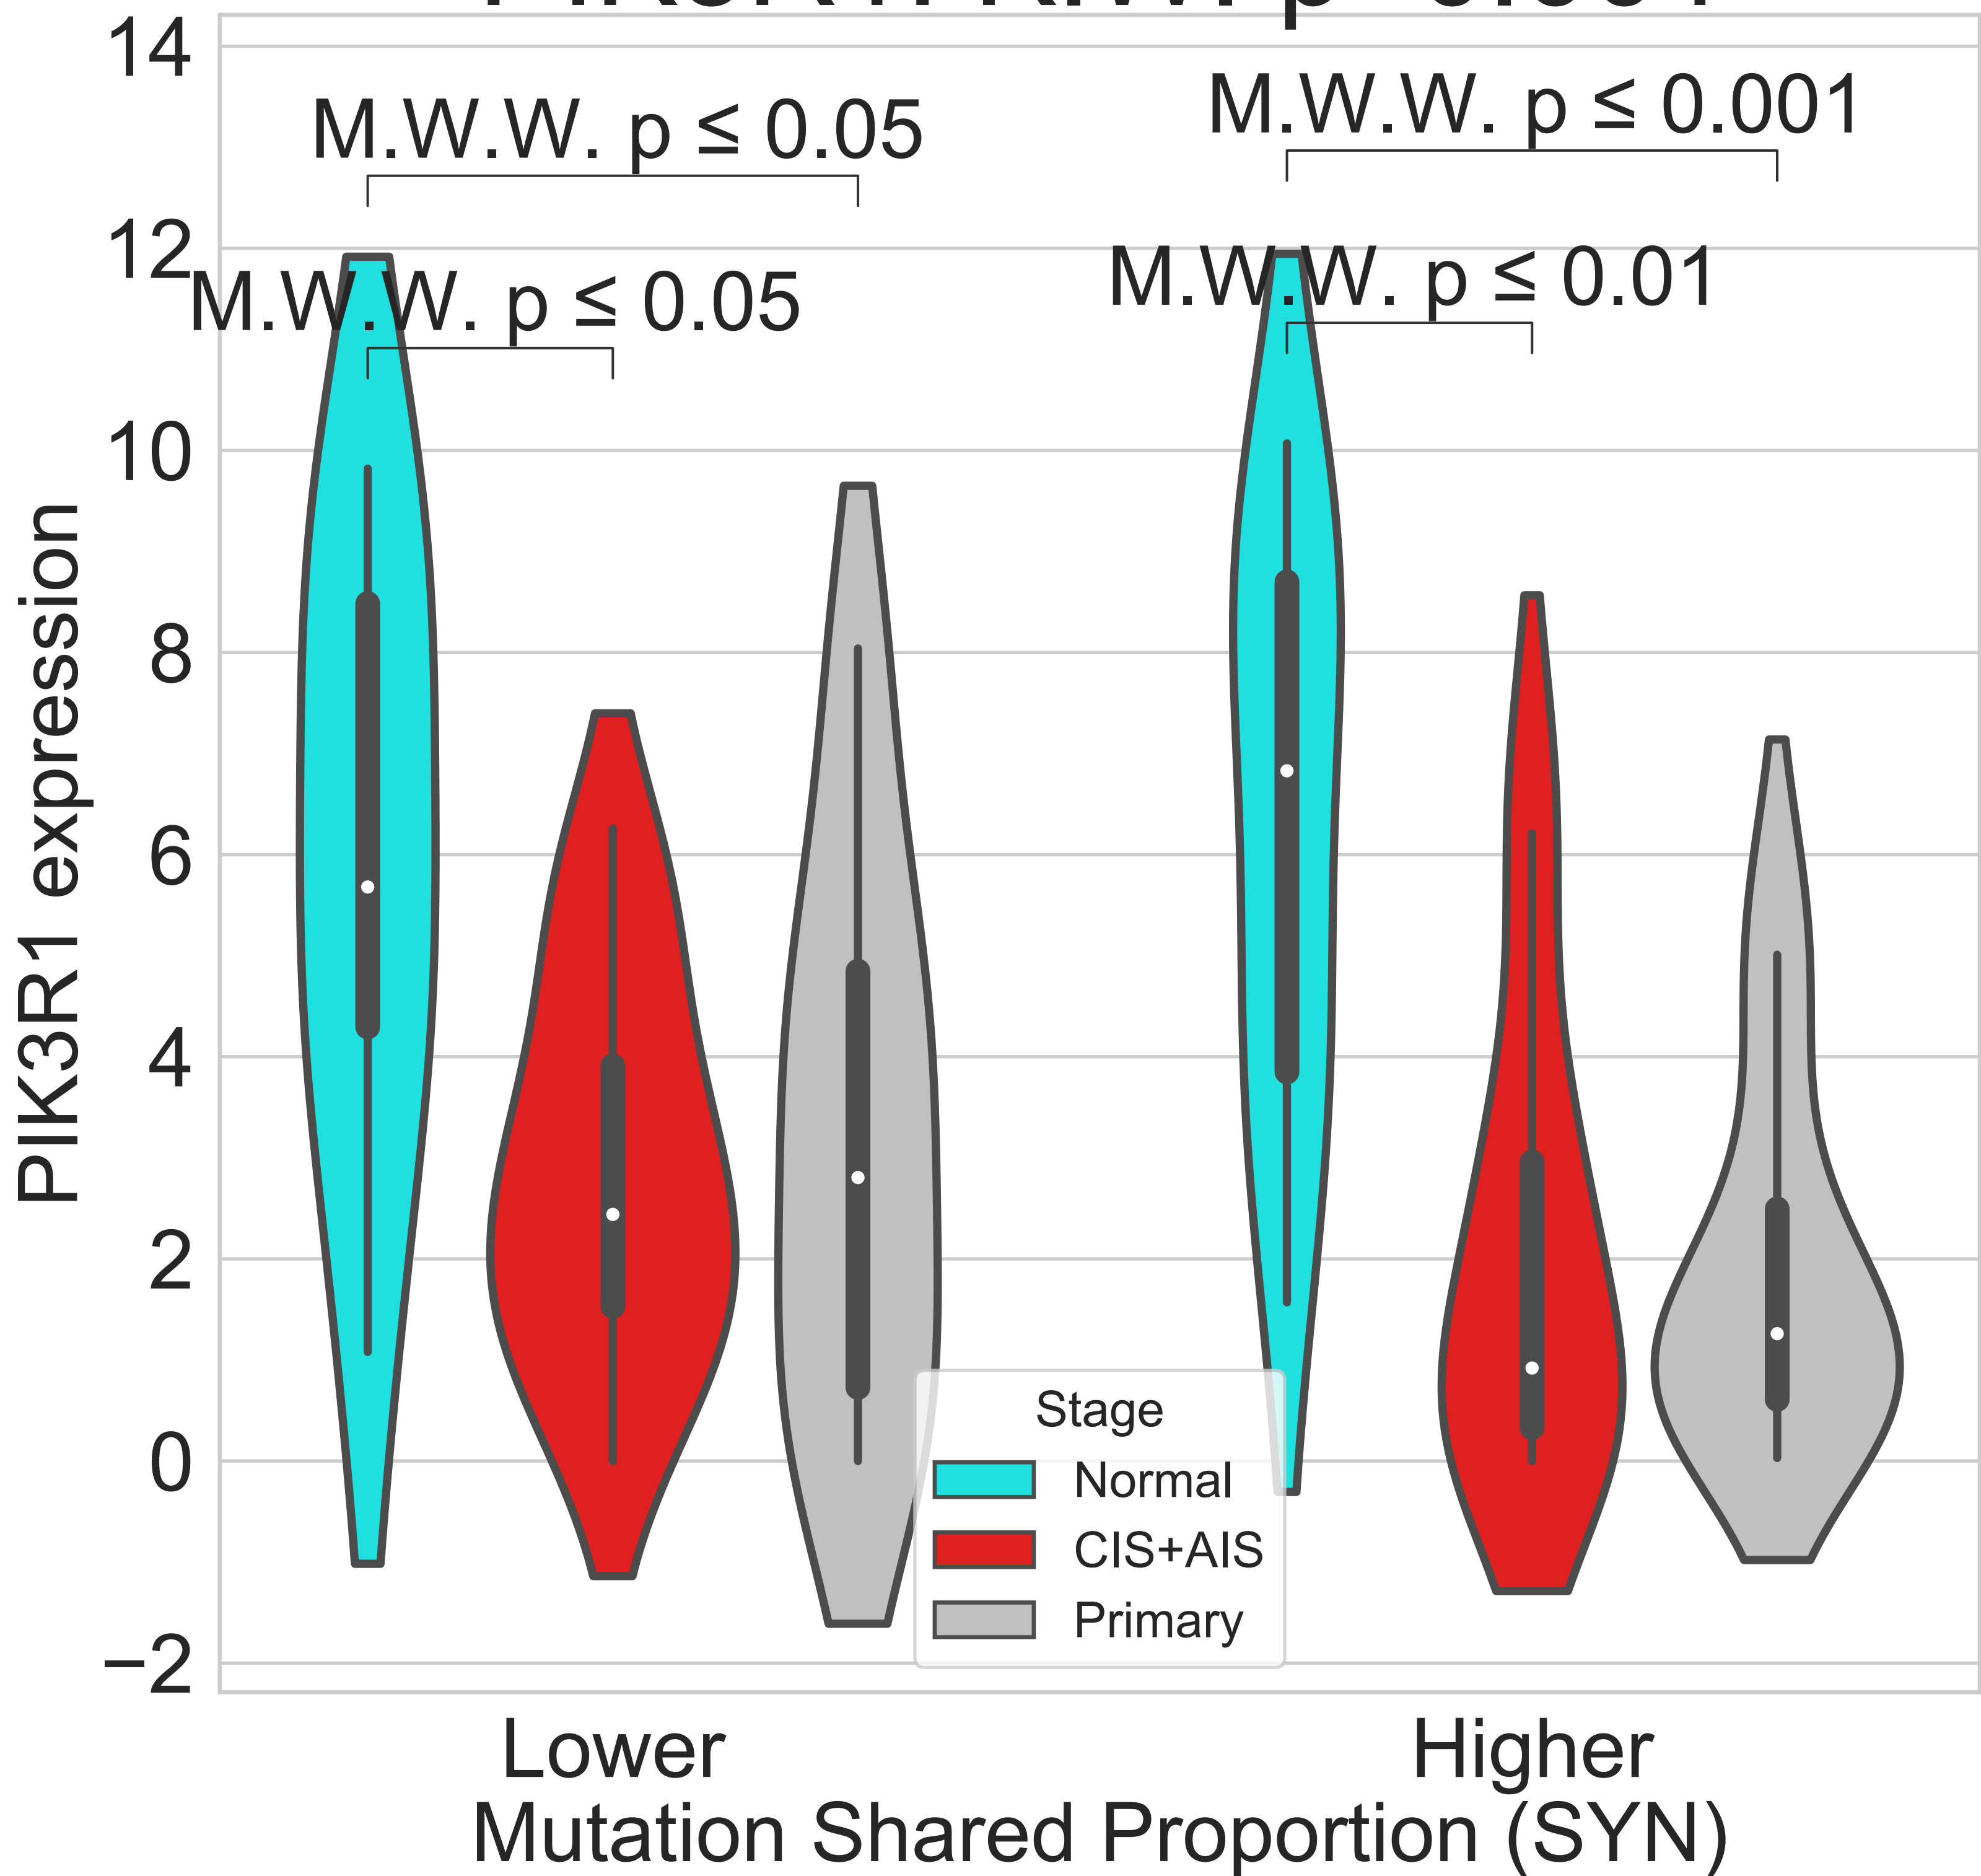 14
M.W.W. p ≤ 0.05
M.W.W. p ≤ 0.001
12
M.W.W. p ≤ 0.05
M.W.W. p ≤ 0.01
10
8
6
4
2
0
−2
PIK3R1 expression
Stage
Normal
CIS+AIS
Primary
Lower
Higher
Mutation Shared Proportion (SYN)